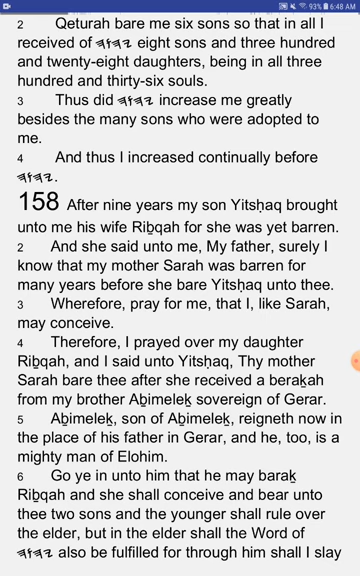 93% 6:48 AM
2 Qeturah bare me six sons so that in all I
received of 𐤉𐤄𐤅𐤄 eight sons and three hundred
and twenty-eight daughters, being in all three
hundred and thirty-six souls.
3 Thus did 𐤉𐤄𐤅𐤄 increase me greatly
besides the many sons who were adopted to
me.
4 And thus I increased continually before
𐤉𐤄𐤅𐤄.
158 After nine years my son Yitsḥaq brought
unto me his wife Riḇqah for she was yet barren.
2 And she said unto me, My father, surely I
know that my mother Sarah was barren for
many years before she bare Yitsḥaq unto thee.
3 Wherefore, pray for me, that I, like Sarah,
may conceive.
4 Therefore, I prayed over my daughter
Riḇqah, and I said unto Yitsḥaq, Thy mother
Sarah bare thee after she received a beraḵah
from my brother Aḇimeleḵ sovereign of Gerar.
5 Aḇimeleḵ, son of Aḇimeleḵ, reigneth now in
the place of his father in Gerar, and he, too, is a
mighty man of Elohim.
6 Go ye in unto him that he may baraḵ
Riḇqah and she shall conceive and bear unto
thee two sons and the younger shall rule over
the elder, but in the elder shall the Word of
𐤉𐤄𐤅𐤄 also be fulfilled for through him shall I slay